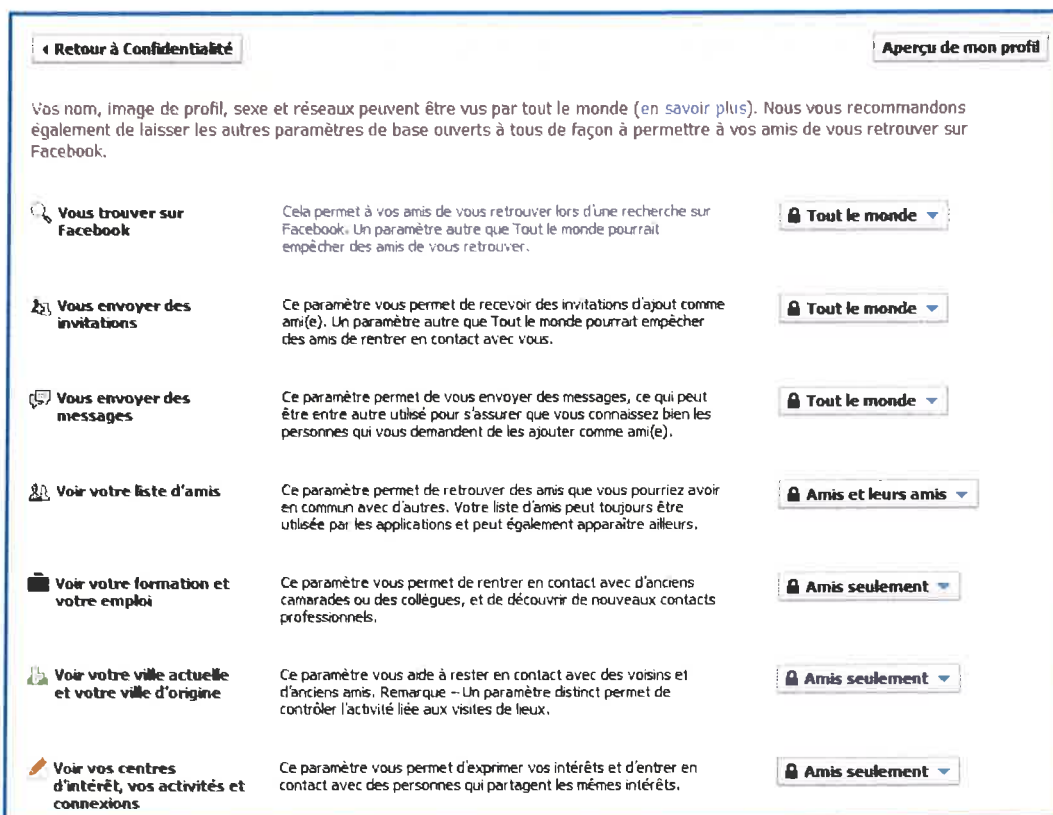 Retour à Confidentialité
Aperçu de mon profil
Vos nom, image de profil, sexe et réseaux peuvent être vus par tout le monde (en savoir plus). Nous vous recommandons
également de laisser les autres paramètres de base ouverts à tous de façon à permettre à vos amis de vous retrouver sur
Facebook.
Vous trouver sur
Facebook
Cela permet à vos amis de vous retrouver lors d'une recherche sur
Facebook. Un paramètre autre que Tout le monde pourrait
empêcher des amis de vous retrouver.
Tout le monde
Vous envoyer des
invitations
Ce paramètre vous permet de recevoir des invitations d'ajout comme
ami(e). Un paramètre autre que Tout le monde pourrait empêcher
des amis de rentrer en contact avec vous.
Tout le monde
Vous envoyer des
messages
Ce paramètre permet de vous envoyer des messages, ce qui peut
être entre autre utilisé pour s'assurer que vous connaissez bien les
personnes qui vous demandent de les ajouter comme ami(e).
Tout le monde
Voir votre liste d'amis
Ce paramètre permet de retrouver des amis que vous pourriez avoir
en commun avec d'autres. Votre liste d'amis peut toujours être
utilisée par les applications et peut également apparaître ailleurs.
Amis et leurs amis
Voir votre formation et
votre emploi
Ce paramètre vous permet de rentrer en contact avec d'anciens
camarades ou des collègues, et de découvrir de nouveaux contacts
professionnels.
Amis seulement
Voir votre ville actuelle
et votre ville d'origine
Ce paramètre vous aide à rester en contact avec des voisins et
d'anciens amis. Remarque – Un paramètre distinct permet de
contrôler l'activité liée aux visites de lieux.
Amis seulement
Voir vos centres
d'intérêt, vos activités et
connexions
Ce paramètre vous permet d'exprimer vos intérêts et d'entrer en
contact avec des personnes qui partagent les mêmes intérêts.
Amis seulement